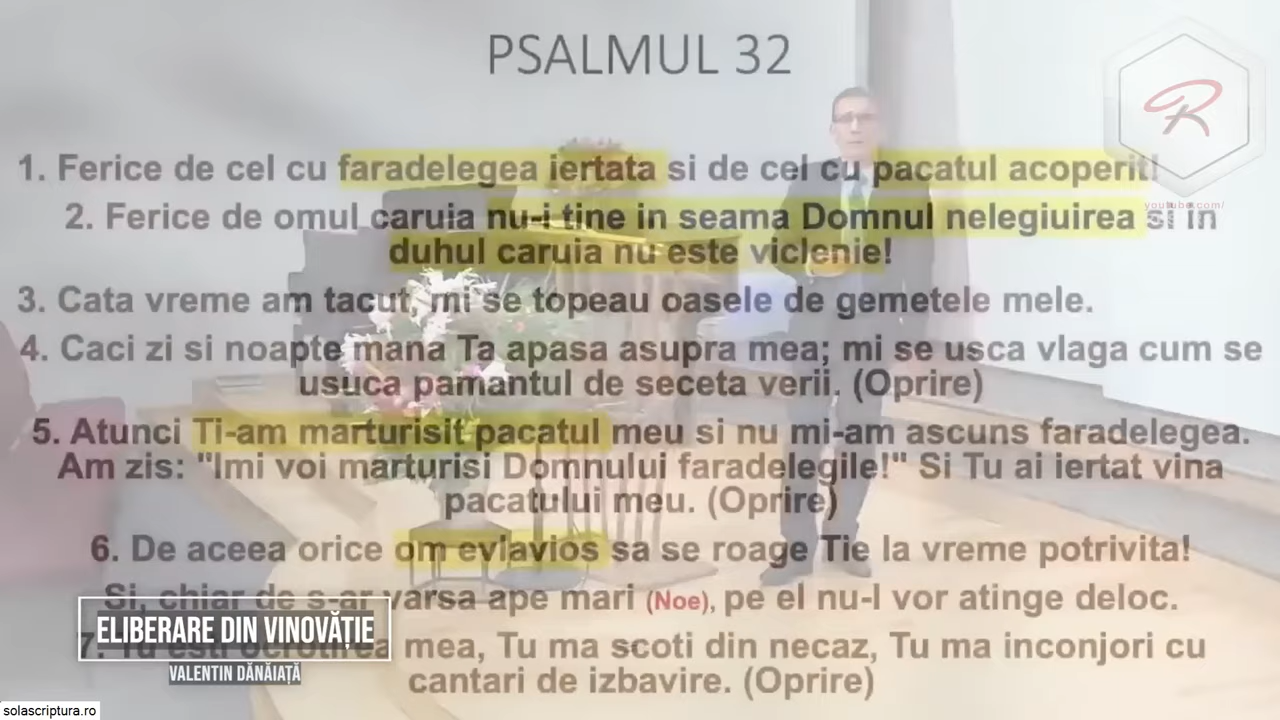 PSALMUL 32
R
youtube.com/
1. Ferice de cel cu faradelegea iertata si de cel cu pacatul acoperit!
2. Ferice de omul caruia nu-i tine in seama Domnul nelegiuirea si in
duhul caruia nu este viclenie!
3. Cata vreme am tacut, mi se topeau oasele de gemetele mele.
4. Caci zi si noapte mana Ta apasa asupra mea; mi se usca vlaga cum se
usuca pamantul de seceta verii. (Oprire)
5. Atunci Ti-am marturisit pacatul meu si nu mi-am ascuns faradelegea.
Am zis: "Imi voi marturisi Domnului faradelegile!" Si Tu ai iertat vina
pacatului meu. (Oprire)
6. De aceea orice om evlavios sa se roage Tie la vreme potrivita!
Si, chiar de s-ar varsa ape mari (Noe), pe el nu-l vor atinge deloc.
7. Tu esti ocrotirea mea, Tu ma scoti din necaz, Tu ma inconjori cu
cantari de izbavire. (Oprire)
ELIBERARE DIN VINOVĂȚIE
VALENTIN DĂNĂIAȚĂ
solascriptura.ro